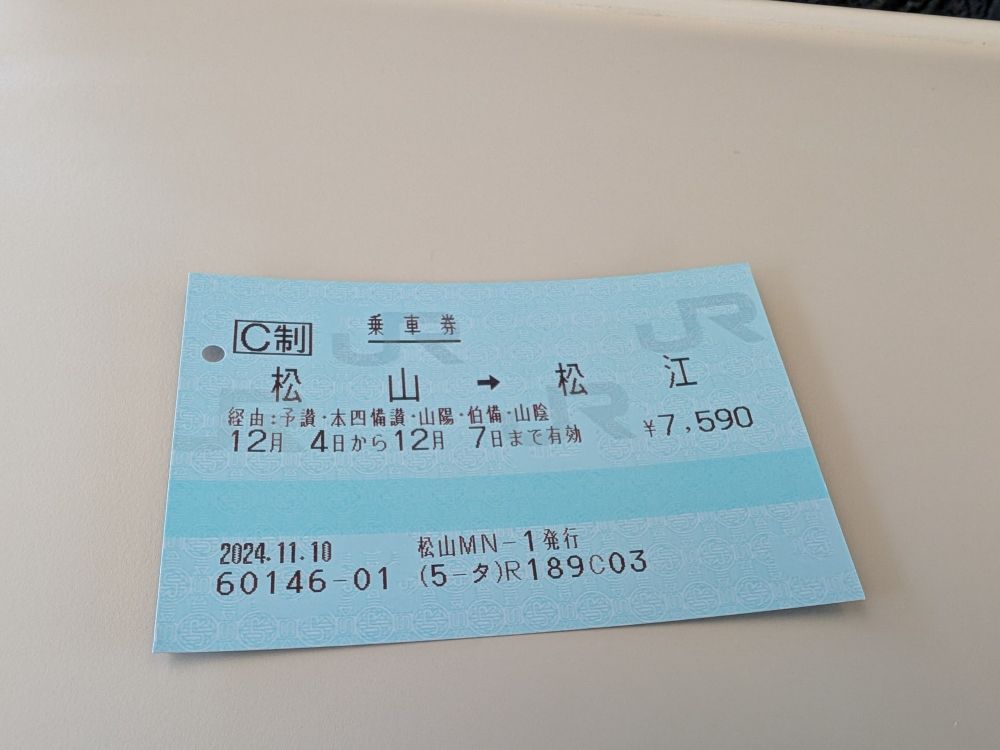 C制 乗車券
松山 → 松江
経由:予讃・本四備讃・山陽・伯備・山陰
12月 4日から12月 7日まで有効 ¥7,590
2024.11.10 松山MN-1発行
60146-01 (5-タ)R189C03